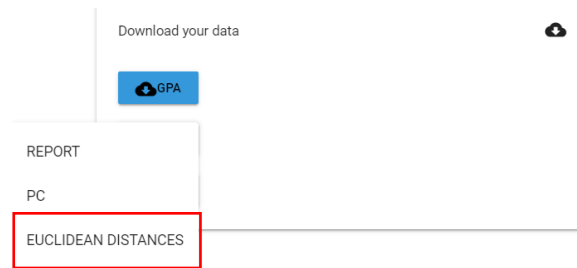 Download your data
GPA
REPORT
PC
EUCLIDEAN DISTANCES